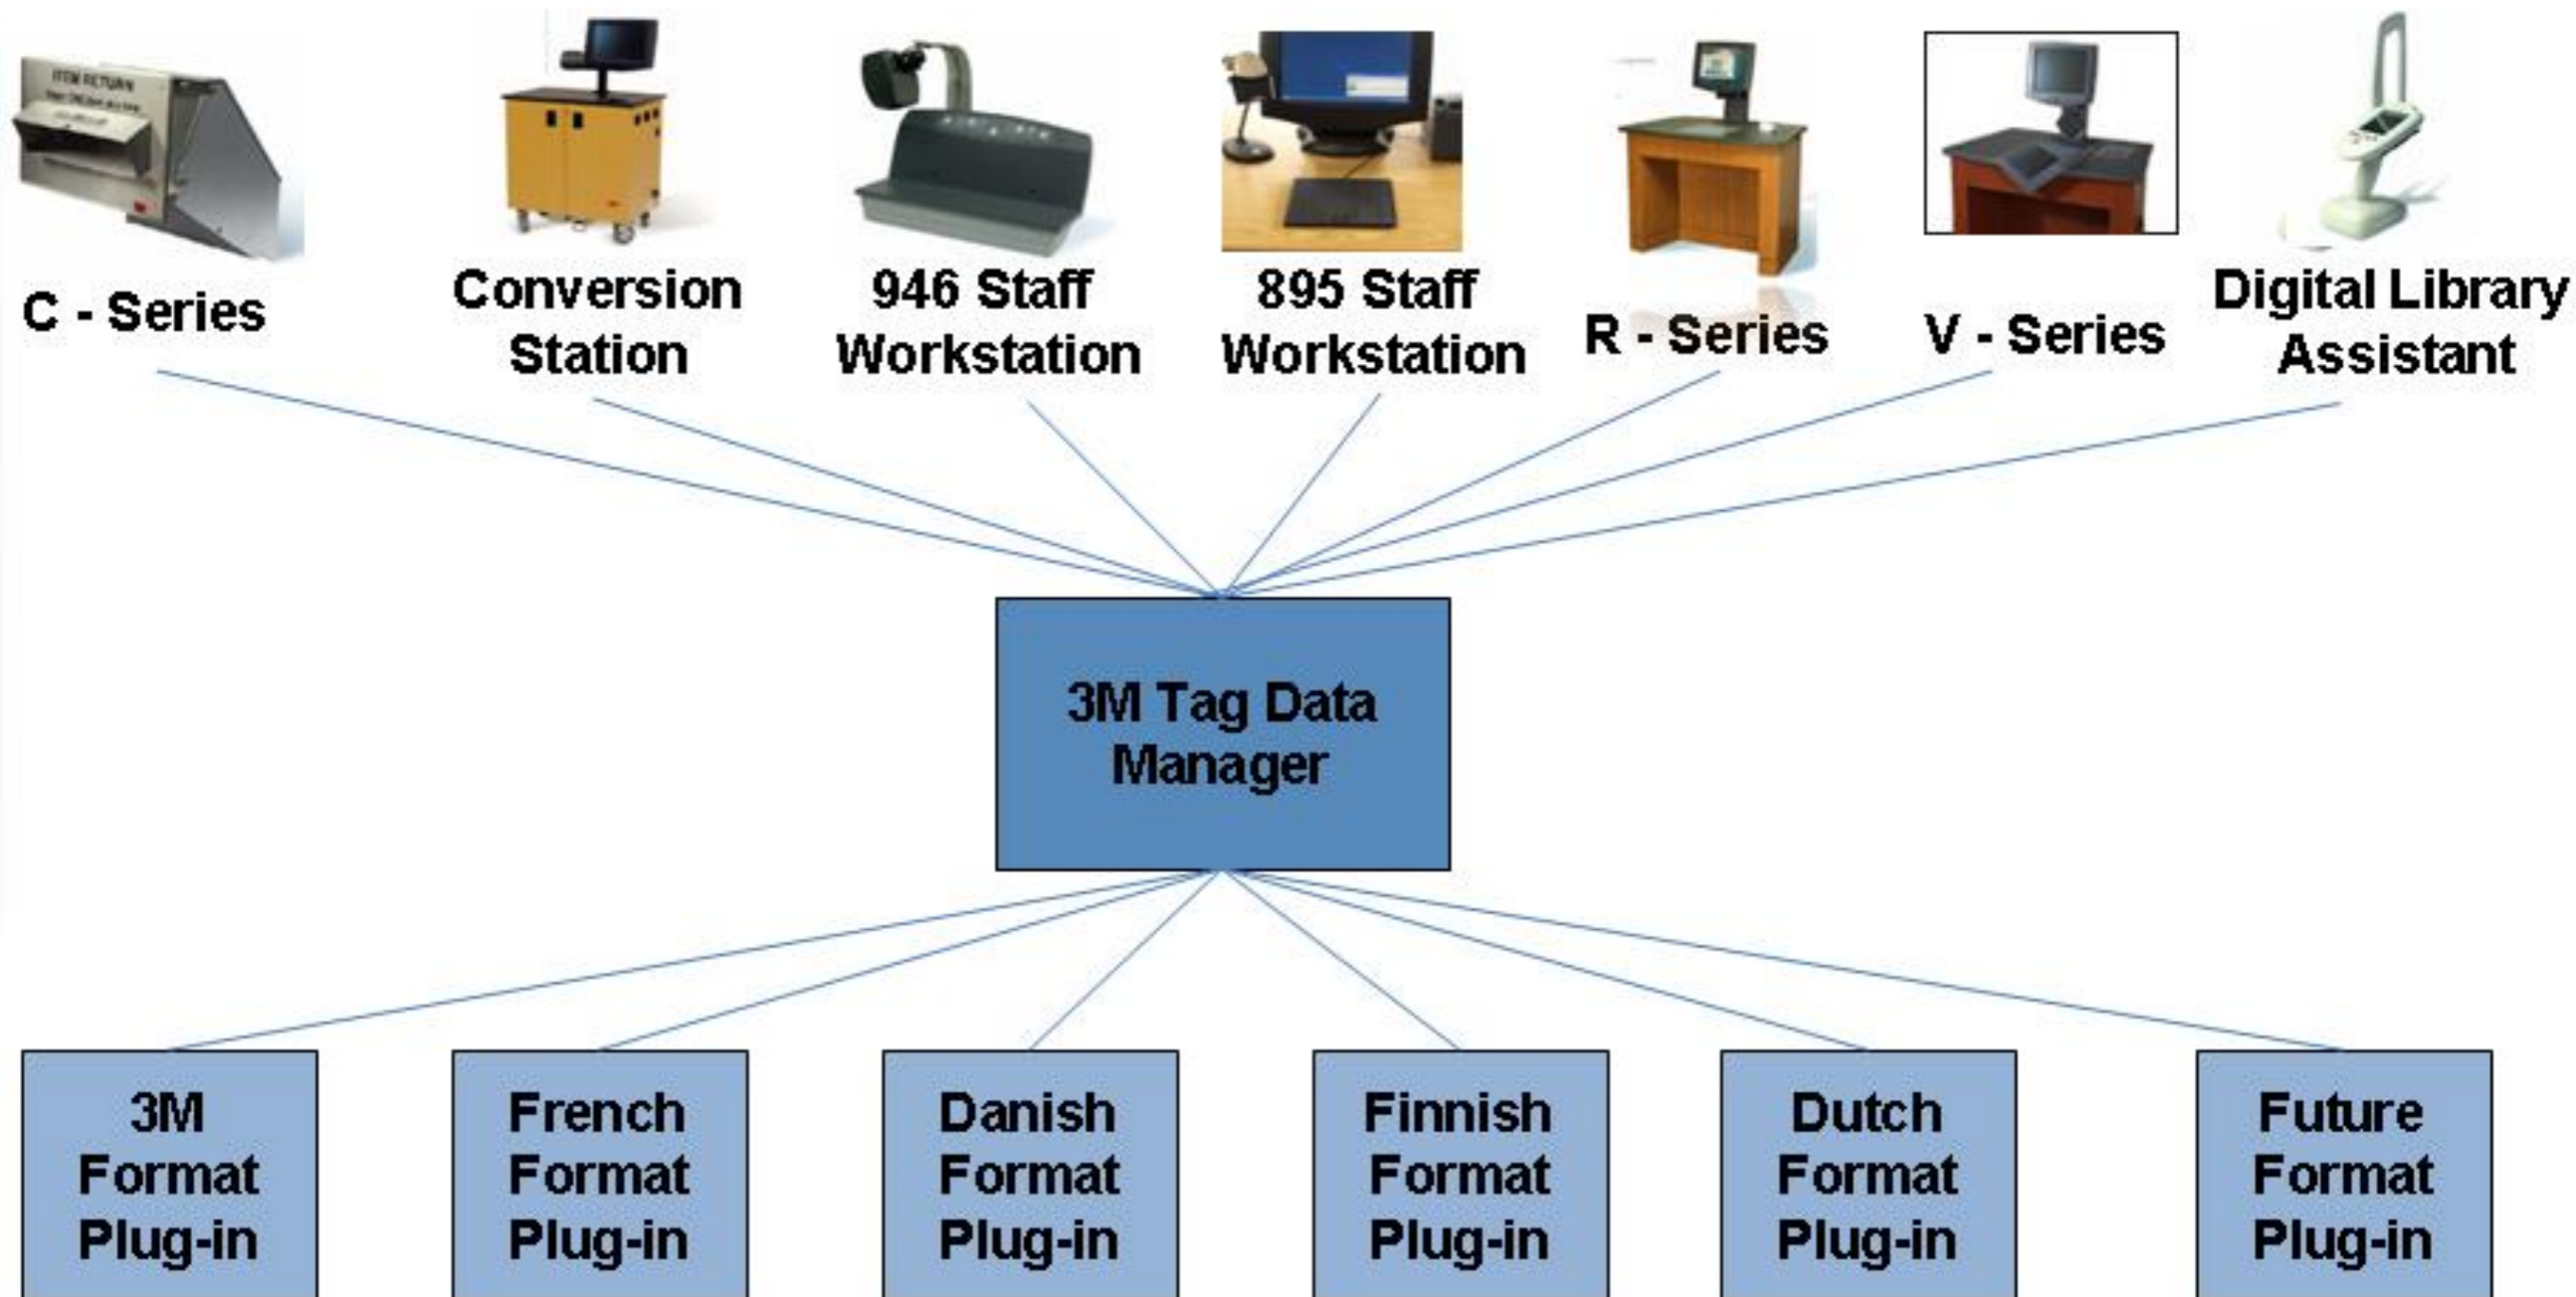 ITEM RETURN
C - Series
Conversion
Station
946 Staff
Workstation
895 Staff
Workstation
R - Series
V - Series
Digital Library
Assistant
3M Tag Data
Manager
3M
Format
Plug-in
French
Format
Plug-in
Danish
Format
Plug-in
Finnish
Format
Plug-in
Dutch
Format
Plug-in
Future
Format
Plug-in